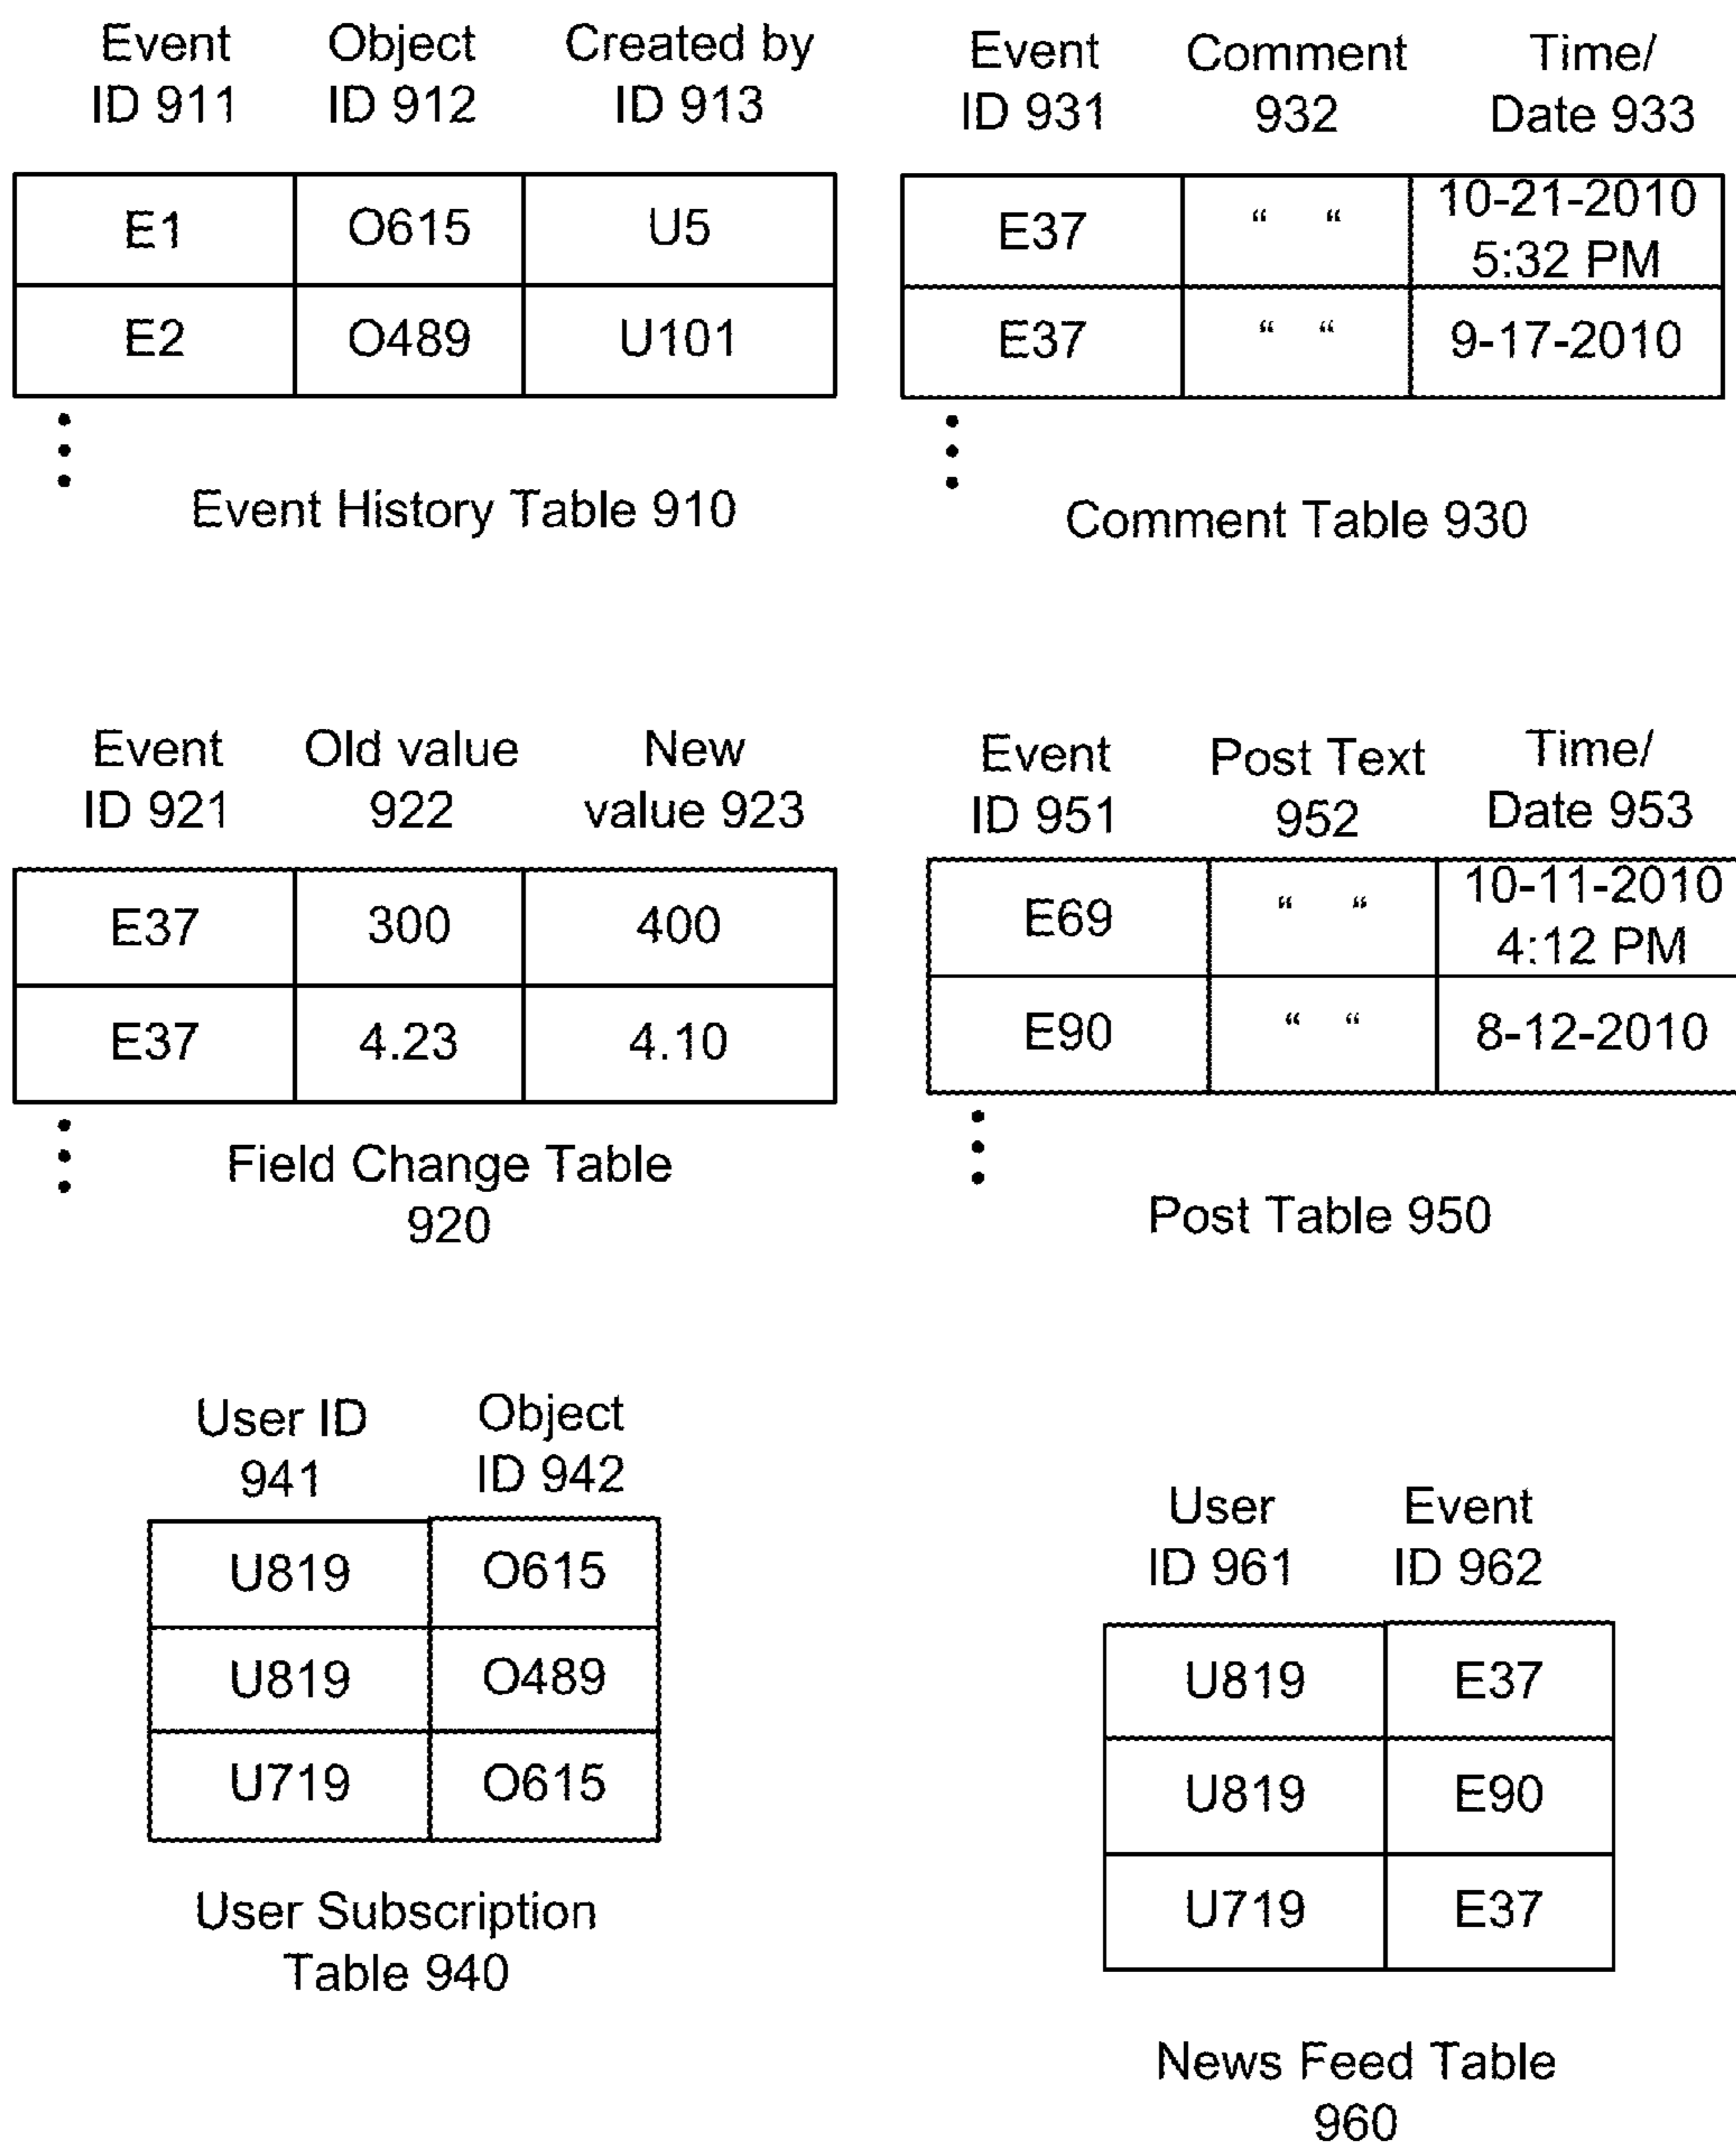 Event Object Created by
ID 911 ID 912 ID 913
E1 O615 U5
E2 O489 U101
Event History Table 910
Event Comment Time/
ID 931 932 Date 933
E37 “ “ 10-21-2010
5:32 PM
E37 “ “ 9-17-2010
Comment Table 930
Event Old value New
ID 921 922 value 923
E37 300 400
E37 4.23 4.10
Field Change Table
920
Event Post Text Time/
ID 951 952 Date 953
E69 “ “ 10-11-2010
4:12 PM
E90 “ “ 8-12-2010
Post Table 950
User ID Object
941 ID 942
U819 O615
U819 O489
U719 O615
User Subscription
Table 940
User Event
ID 961 ID 962
U819 E37
U819 E90
U719 E37
News Feed Table
960